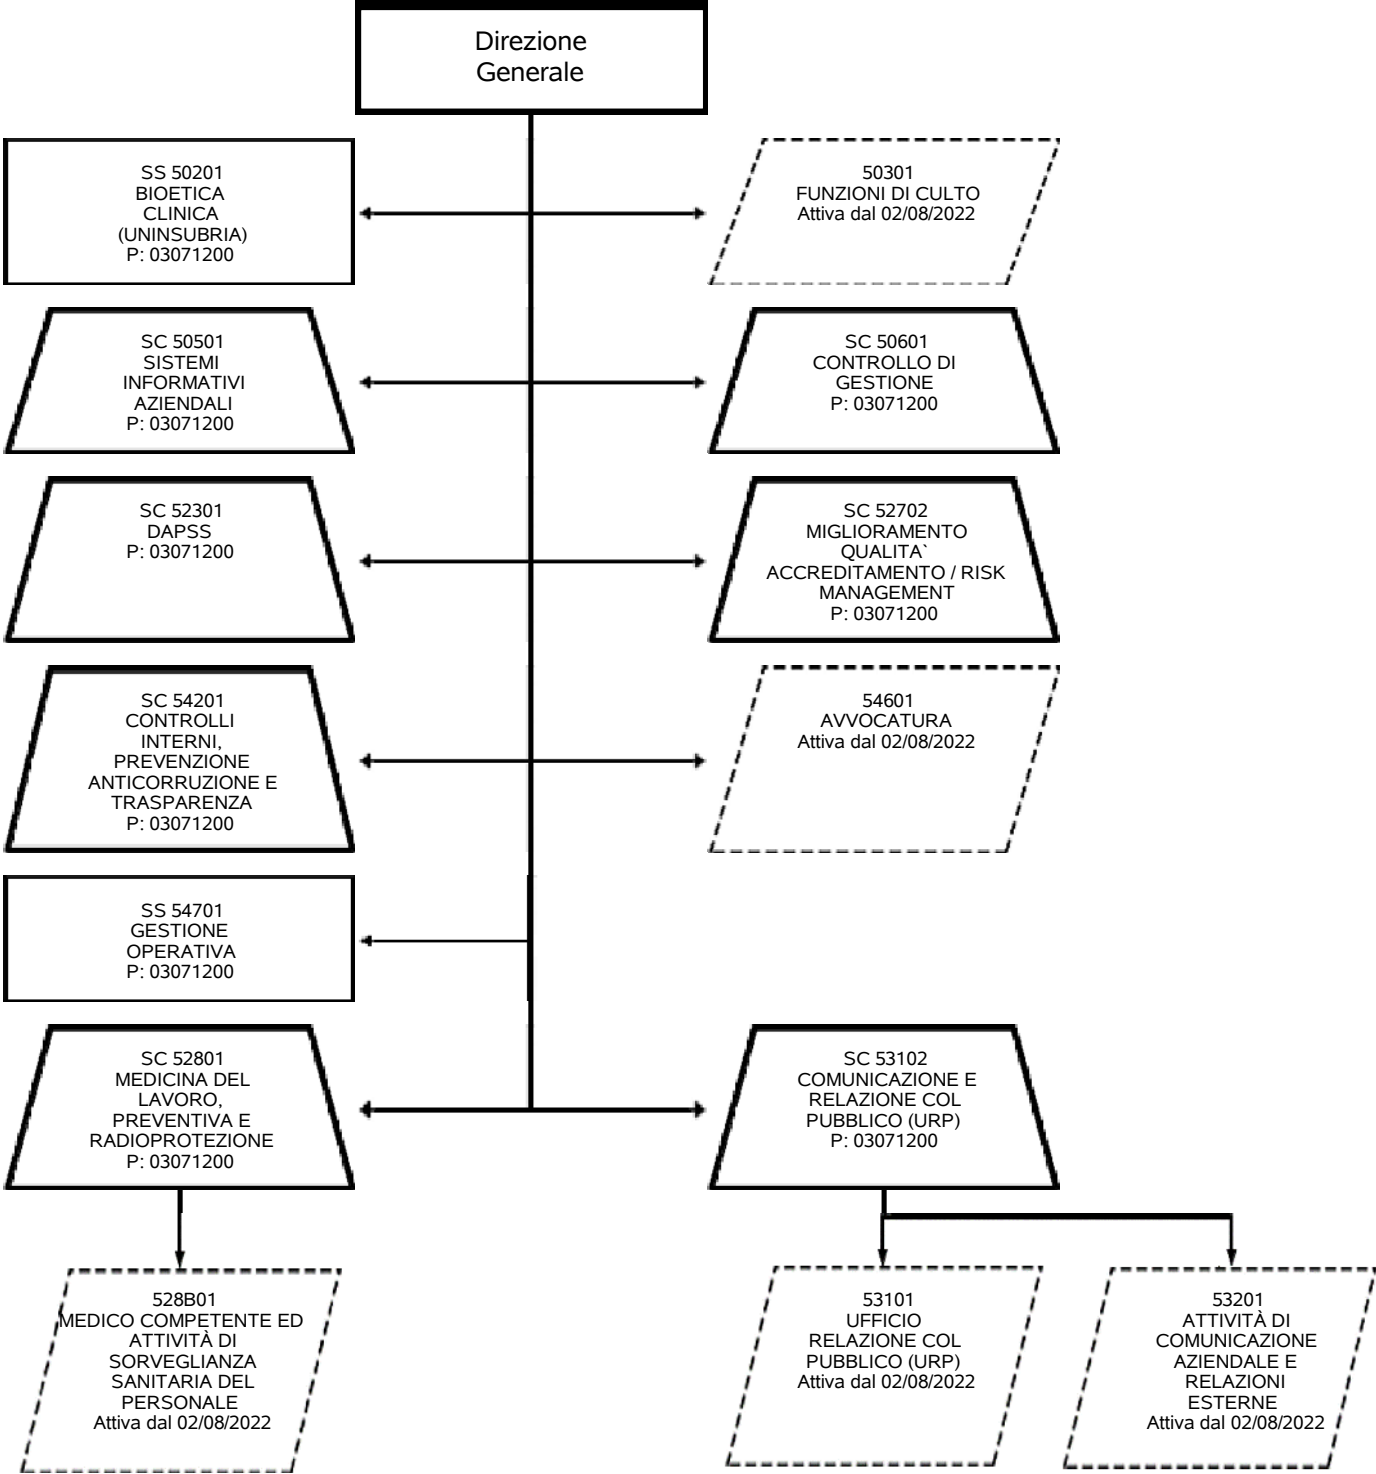 Direzione
Generale
SS 50201
BIOETICA
CLINICA
(UNINSUBRIA)
P: 03071200
50301
FUNZIONI DI CULTO
Attiva dal 02/08/2022
SC 50501
SISTEMI
INFORMATIVI
AZIENDALI
P: 03071200
SC 50601
CONTROLLO DI
GESTIONE
P: 03071200
SC 52301
DAPSS
P: 03071200
SC 52702
MIGLIORAMENTO
QUALITA`
ACCREDITAMENTO / RISK
MANAGEMENT
P: 03071200
SC 54201
CONTROLLI
INTERNI,
PREVENZIONE
ANTICORRUZIONE E
TRASPARENZA
P: 03071200
54601
AVVOCATURA
Attiva dal 02/08/2022
SS 54701
GESTIONE
OPERATIVA
P: 03071200
SC 52801
MEDICINA DEL
LAVORO,
PREVENTIVA E
RADIOPROTEZIONE
P: 03071200
SC 53102
COMUNICAZIONE E
RELAZIONE COL
PUBBLICO (URP)
P: 03071200
528B01
MEDICO COMPETENTE ED
ATTIVITÀ DI
SORVEGLIANZA
SANITARIA DEL
PERSONALE
Attiva dal 02/08/2022
53101
UFFICIO
RELAZIONE COL
PUBBLICO (URP)
Attiva dal 02/08/2022
53201
ATTIVITÀ DI
COMUNICAZIONE
AZIENDALE E
RELAZIONI
ESTERNE
Attiva dal 02/08/2022